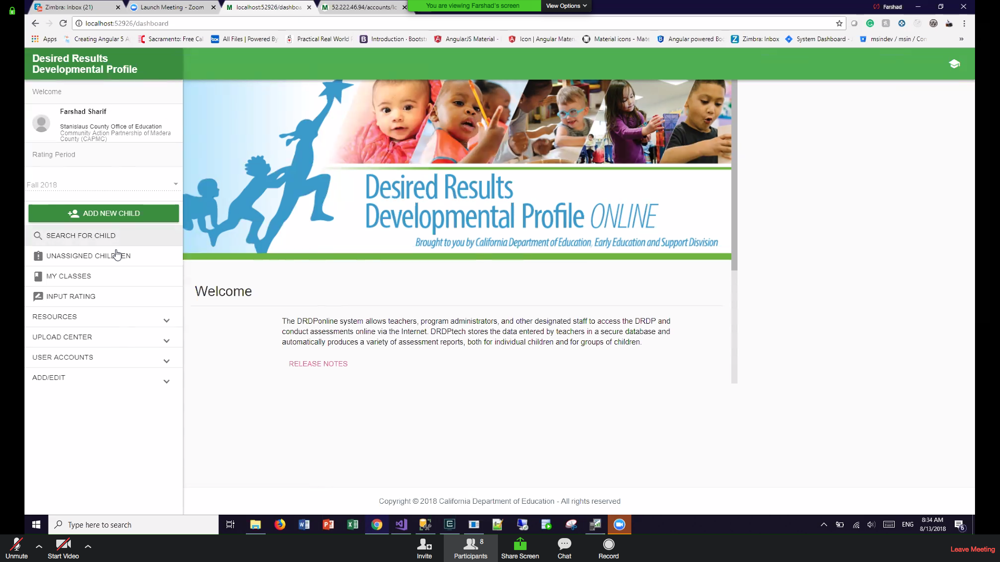 Zimbra: Inbox (21)
Launch Meeting - Zoom
localhost:52926/dashboa
52.222.46.94/accounts/lc
You are viewing Farshad's screen
View Options
Farshad
localhost:52926/dashboard
Apps
Creating Angular 5 A
Sacramento: Free Cal
All Files | Powered By
Practical Real World
Introduction · Bootst
AngularJS Material -
Icon | Angular Mater
Material icons - Mate
Angular powered Boo
Zimbra: Inbox
System Dashboard -
msindev / msin / Con
»
Desired Results
Developmental Profile
Welcome
Farshad Sharif
Stanislaus County Office of Education
Community Action Partnership of Madera
County (CAPMC)
Rating Period
Fall 2018
ADD NEW CHILD
SEARCH FOR CHILD
UNASSIGNED CHILDREN
MY CLASSES
INPUT RATING
RESOURCES
UPLOAD CENTER
USER ACCOUNTS
ADD/EDIT
Desired Results
Developmental Profile ONLINE
Brought to you by California Department of Education, Early Education and Support Disvision
Welcome
The DRDPonline system allows teachers, program administrators, and other designated staff to access the DRDP and
conduct assessments online via the Internet. DRDPtech stores the data entered by teachers in a secure database and
automatically produces a variety of assessment reports, both for individual children and for groups of children.
RELEASE NOTES
Copyright © 2018 California Department of Education - All rights reserved
Type here to search
ENG
8:34 AM
8/13/2018
6
Unmute
Start Video
Invite
8
Participants
Share Screen
Chat
Record
Leave Meeting